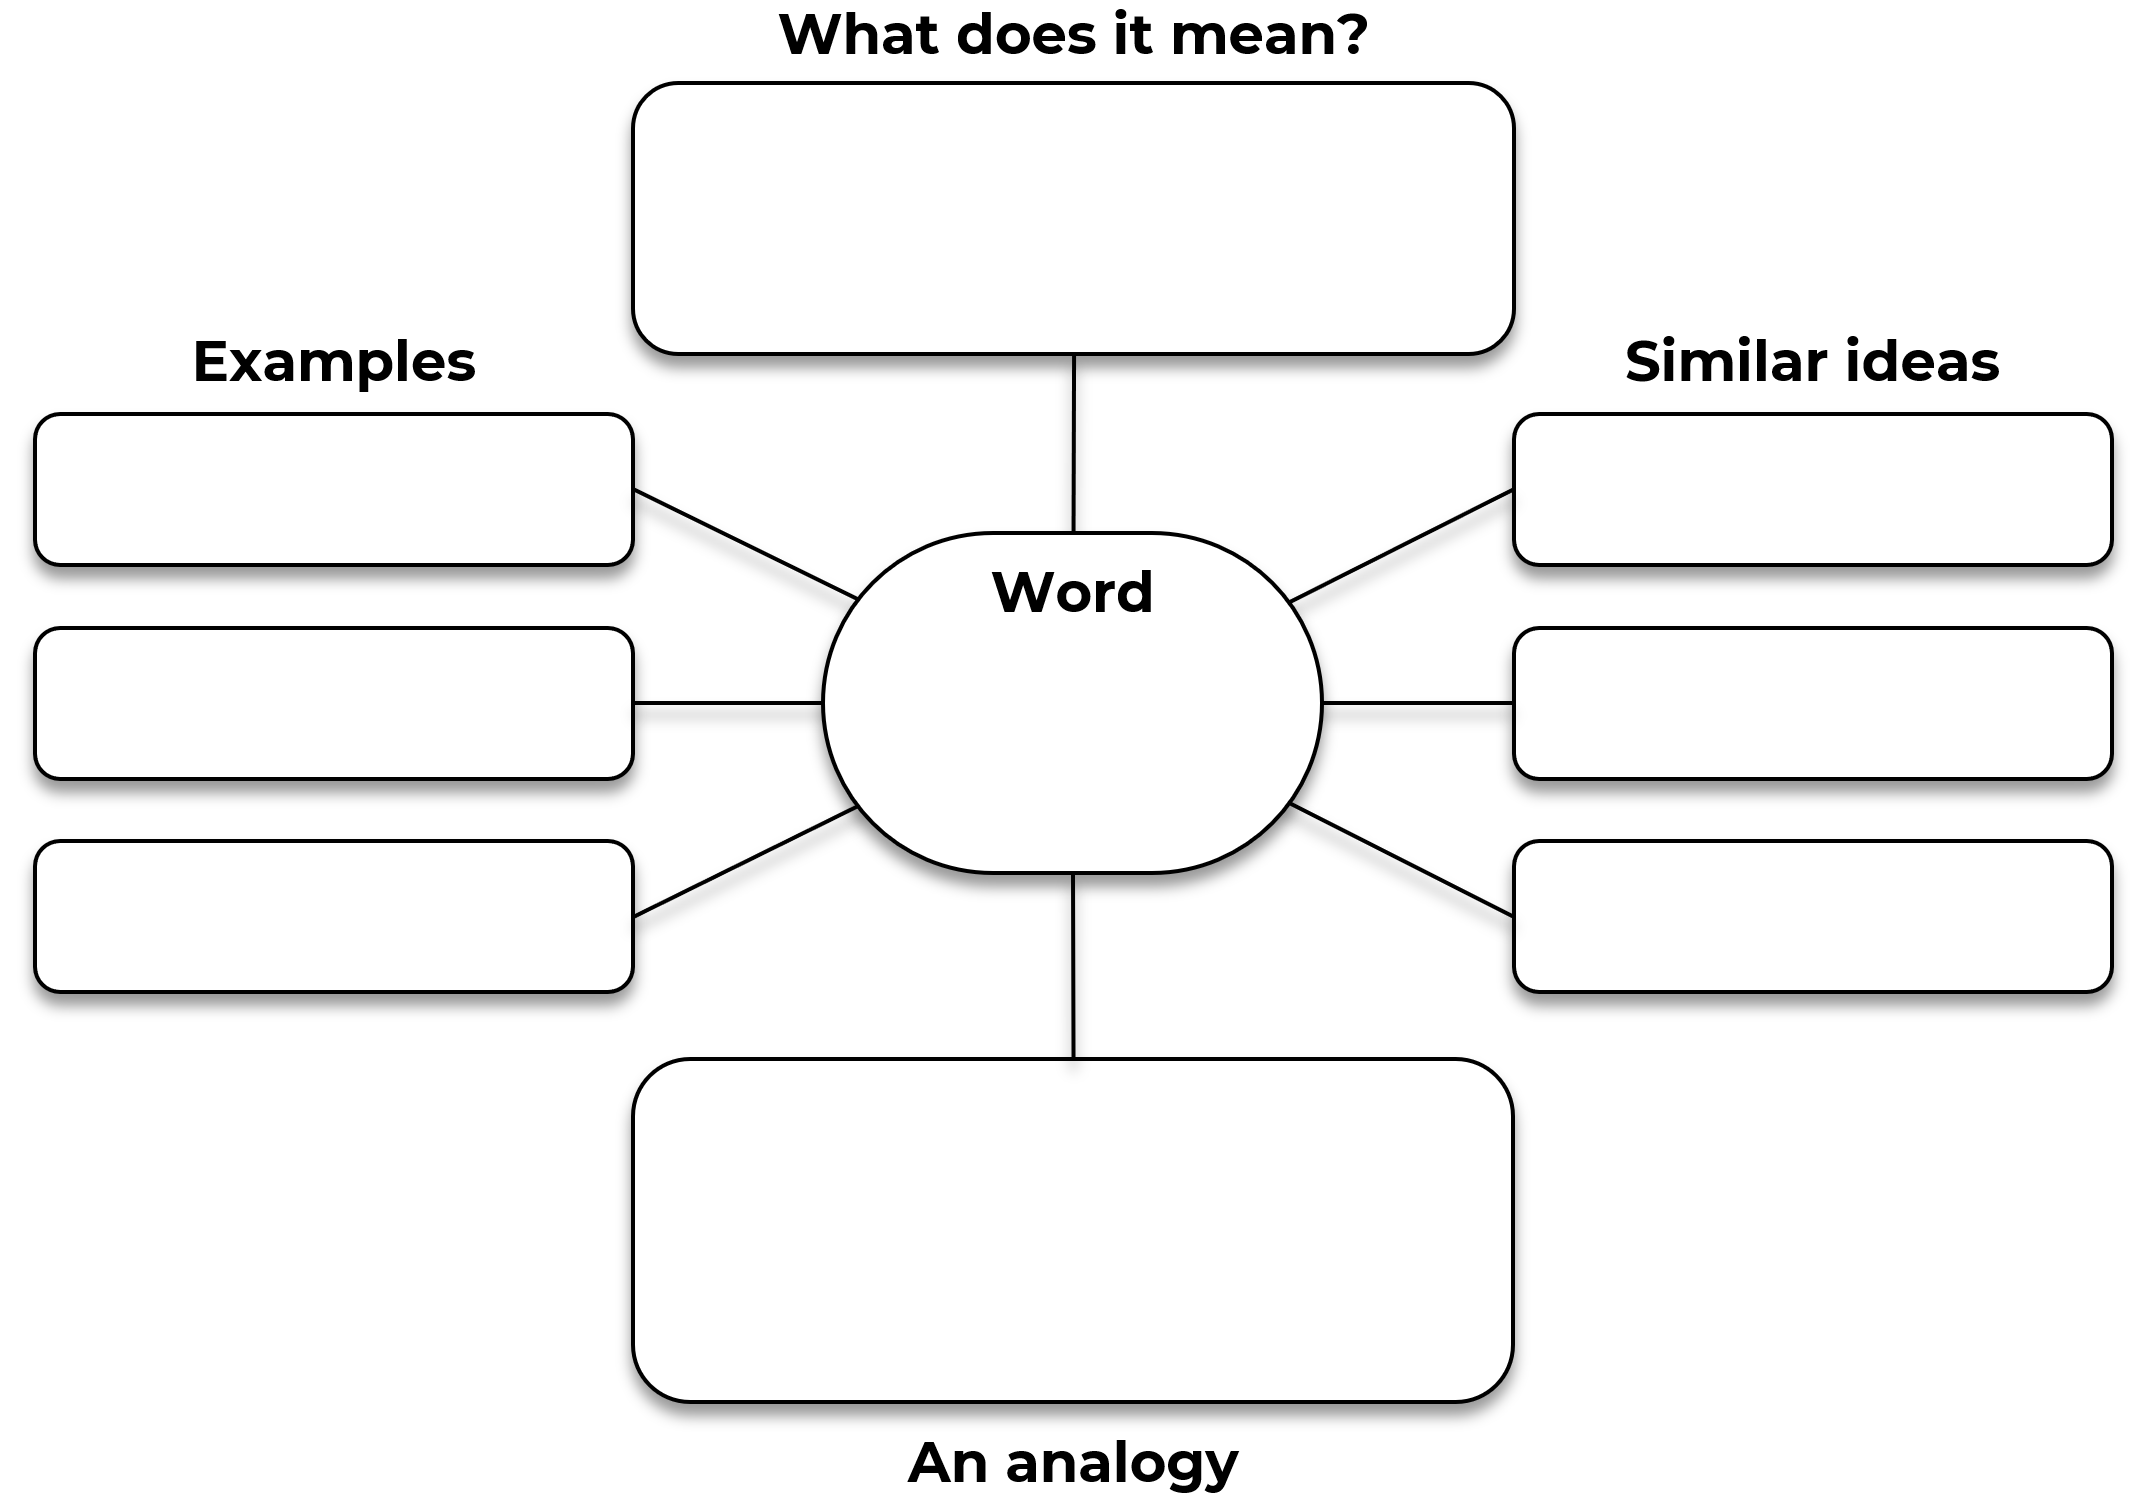 What does it mean?
Examples
Similar ideas
Word
An analogy